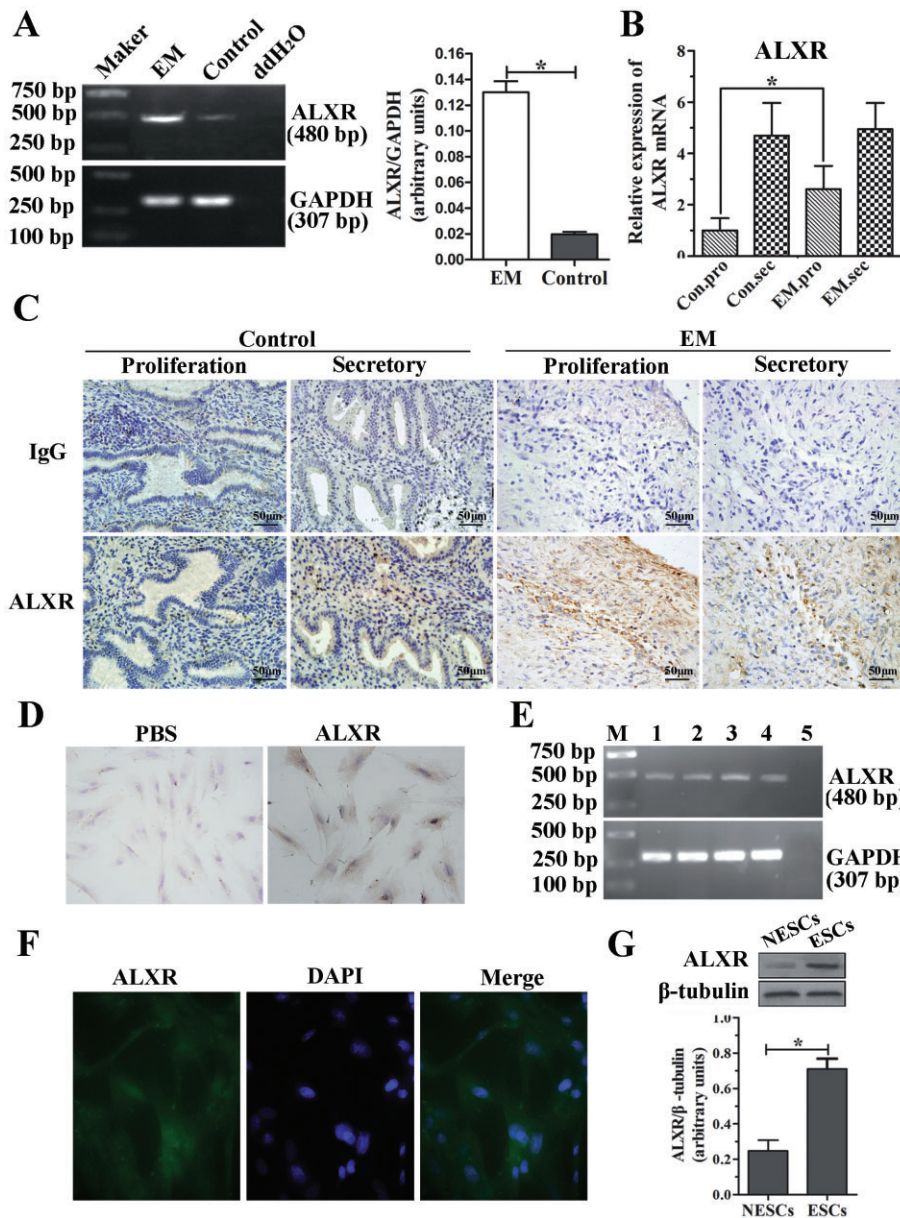 A
Maker
EM
Control
ddH₂O
750 bp
500 bp
250 bp
ALXR
(480 bp)
500 bp
250 bp
100 bp
GAPDH
(307 bp)
ALXR/GAPDH
(arbitrary units)
0.16
0.14
0.12
0.10
0.08
0.06
0.04
0.02
0.00
*
EM
Control
B
ALXR
Relative expression of
ALXR mRNA
8
6
4
2
0
*
Con.pro
Con.sec
EM.pro
EM.sec
C
Control
EM
Proliferation
Secretory
Proliferation
Secretory
IgG
50μm
50μm
50μm
50μm
ALXR
50μm
50μm
50μm
50μm
D
PBS
ALXR
E
M 1 2 3 4 5
750 bp
500 bp
250 bp
ALXR
(480 bp)
500 bp
250 bp
100 bp
GAPDH
(307 bp)
F
ALXR
DAPI
Merge
G
NESCs
ESCs
ALXR
β-tubulin
ALXR/β -tubulin
(arbitrary units)
1.0
0.8
0.6
0.4
0.2
0.0
*
NESCs
ESCs